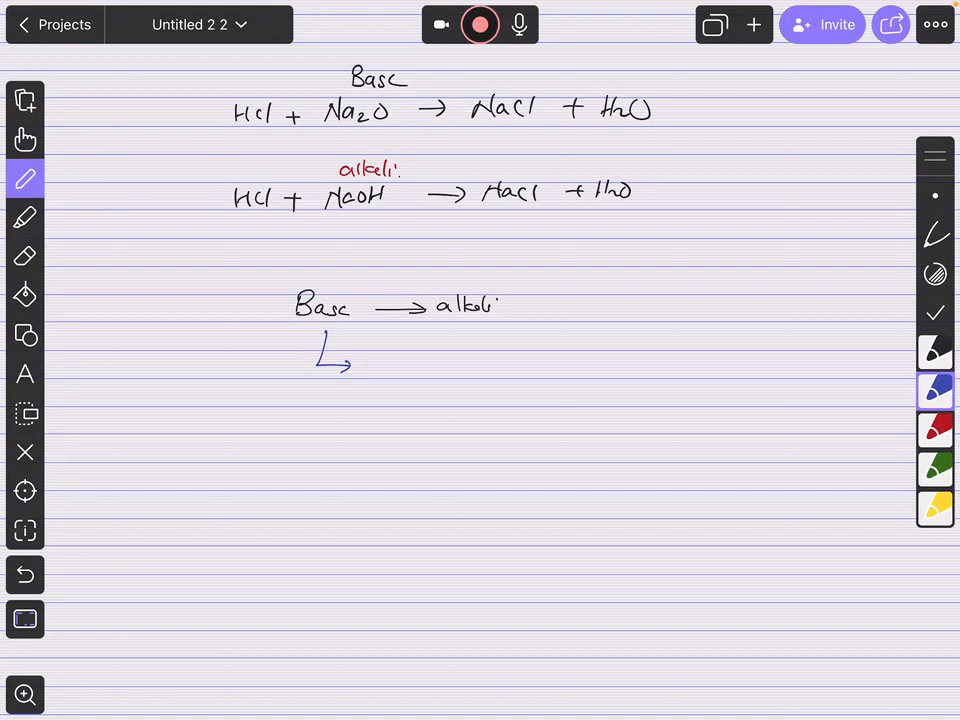 Projects
Untitled 2 2
Invite
Base
HCl + Na₂O → NaCl + H₂O
alkali.
HCl + NaOH → NaCl + H₂O
Base → alkali
A